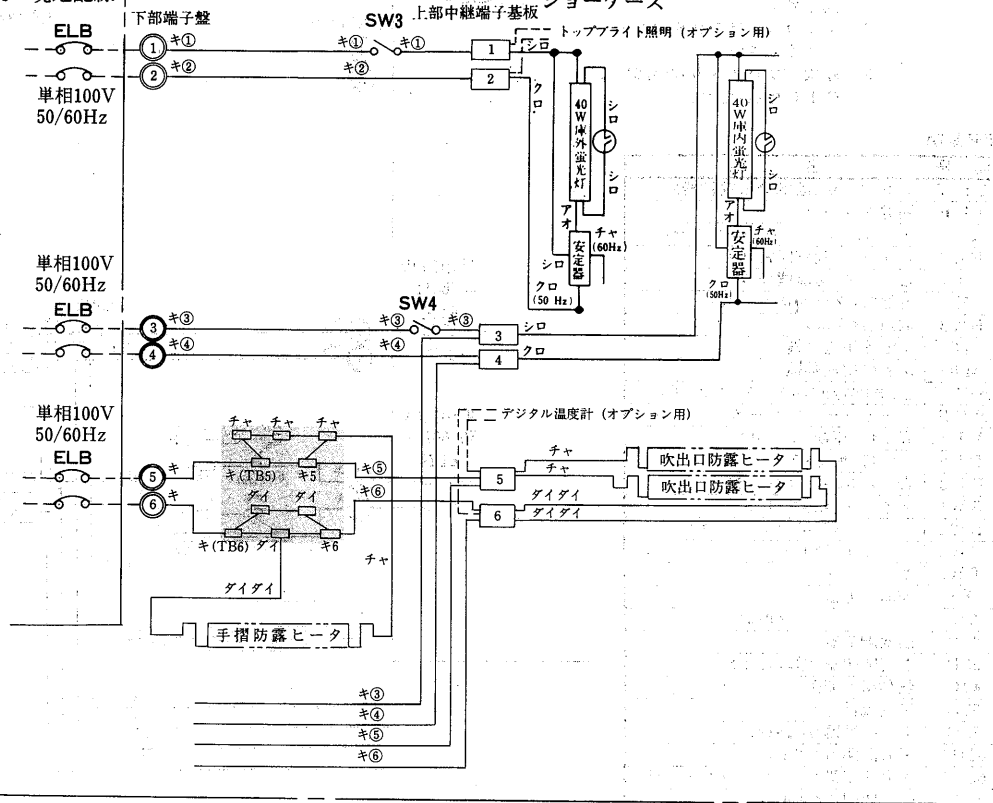 下部端子盤
上部中継端子基板
ショーケース
ELB
1
キ①
SW3
キ①
キ①
1
シロ
トップブライト照明 (オプション用)
2
キ②
キ②
2
クロ
単相100V
50/60Hz
40W庫外蛍光灯
シロ
シロ
アオ
安定器
チャ
(60Hz)
シロ
クロ
(50 Hz)
40W庫内蛍光灯
シロ
シロ
アオ
安定器
チャ
(60Hz)
クロ
(50Hz)
単相100V
50/60Hz
ELB
3
キ③
SW4
キ③
キ③
3
シロ
4
キ④
キ④
4
クロ
単相100V
50/60Hz
ELB
デジタル温度計 (オプション用)
チャ
チャ
チャ
5
キ
キ(TB5)
キ5
キ⑤
5
チャ
吹出口防露ヒータ
チャ
吹出口防露ヒータ
6
キ
ダイ
ダイ
キ⑥
6
ダイダイ
ダイダイ
キ(TB6)
ダイ
キ6
チャ
ダイダイ
手摺防露ヒータ
キ③
キ④
キ⑤
キ⑥